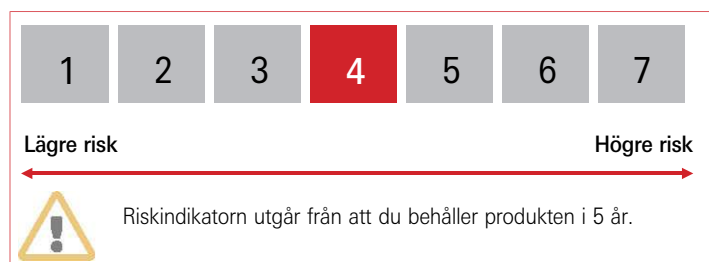 1 2 3 4 5 6 7
Lägre risk Högre risk
Riskindikatorn utgår från att du behåller produkten i 5 år.